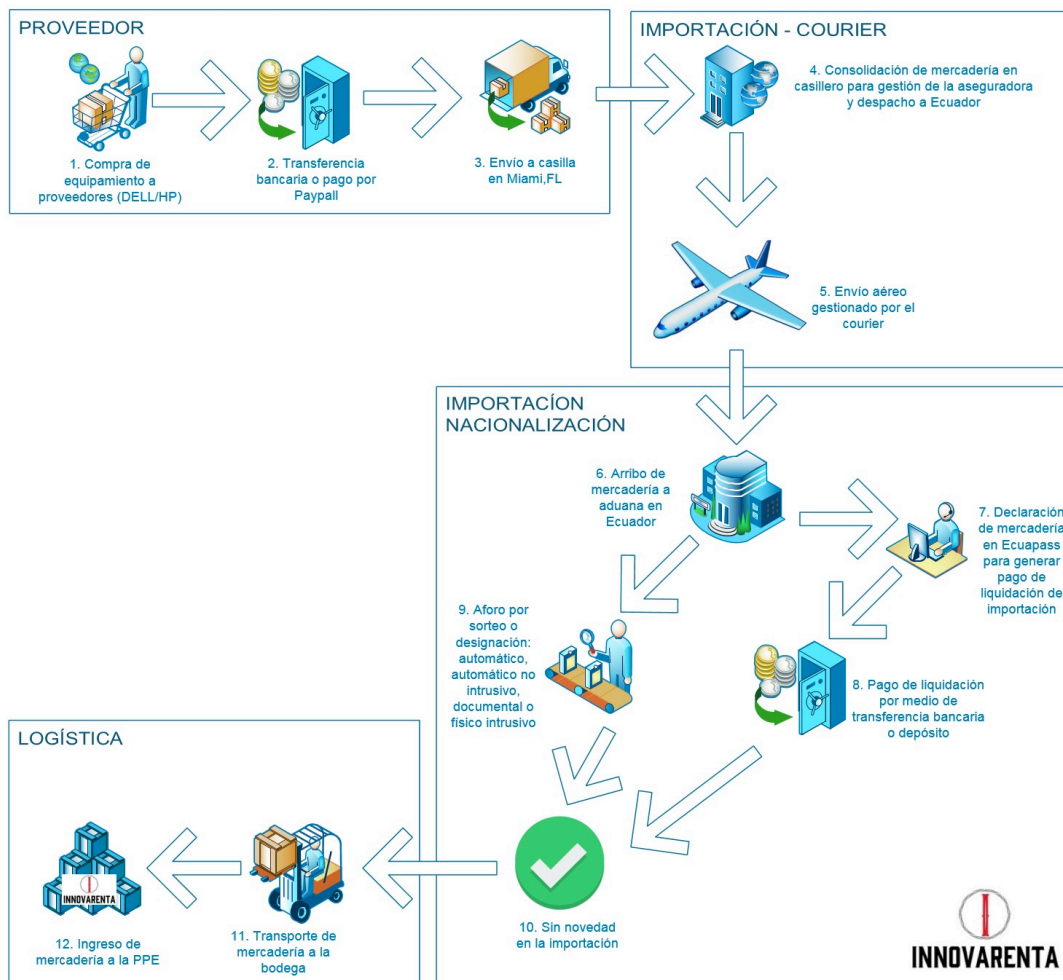 PROVEEDOR
1. Compra de
equipamiento a
proveedores (DELL/HP)
2. Transferencia
bancaria o pago por
Paypall
3. Envío a casilla
en Miami,FL
IMPORTACIÓN - COURIER
4. Consolidación de mercadería en
casillero para gestión de la aseguradora
y despacho a Ecuador
5. Envío aéreo
gestionado por el
courier
IMPORTACÍON
NACIONALIZACIÓN
6. Arribo de
mercadería a
aduana en
Ecuador
7. Declaración
de mercadería
en Ecuapass
para generar
pago de
liquidación de
importación
8. Pago de liquidación
por medio de
transferencia bancaria
o depósito
9. Aforo por
sorteo o
designación:
automático,
automático no
intrusivo,
documental o
físico intrusivo
10. Sin novedad
en la importación
LOGÍSTICA
11. Transporte de
mercadería a la
bodega
INNOVARENTA
12. Ingreso de
mercadería a la PPE
INNOVARENTA